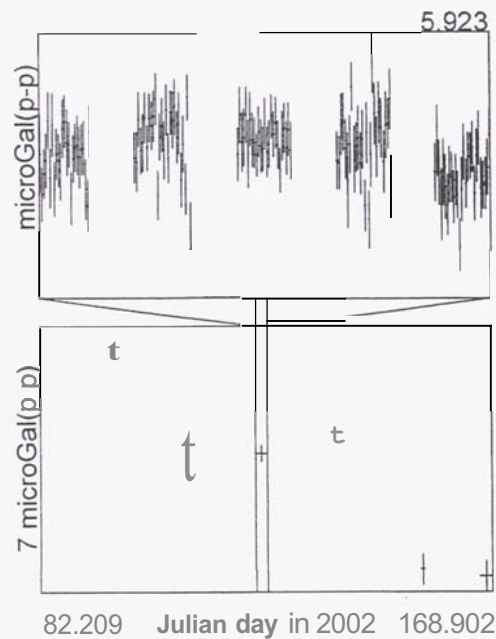 5.923
microGal(p-p)
t
t
t
7 microGal(p p)
82.209 Julian day in 2002 168.902